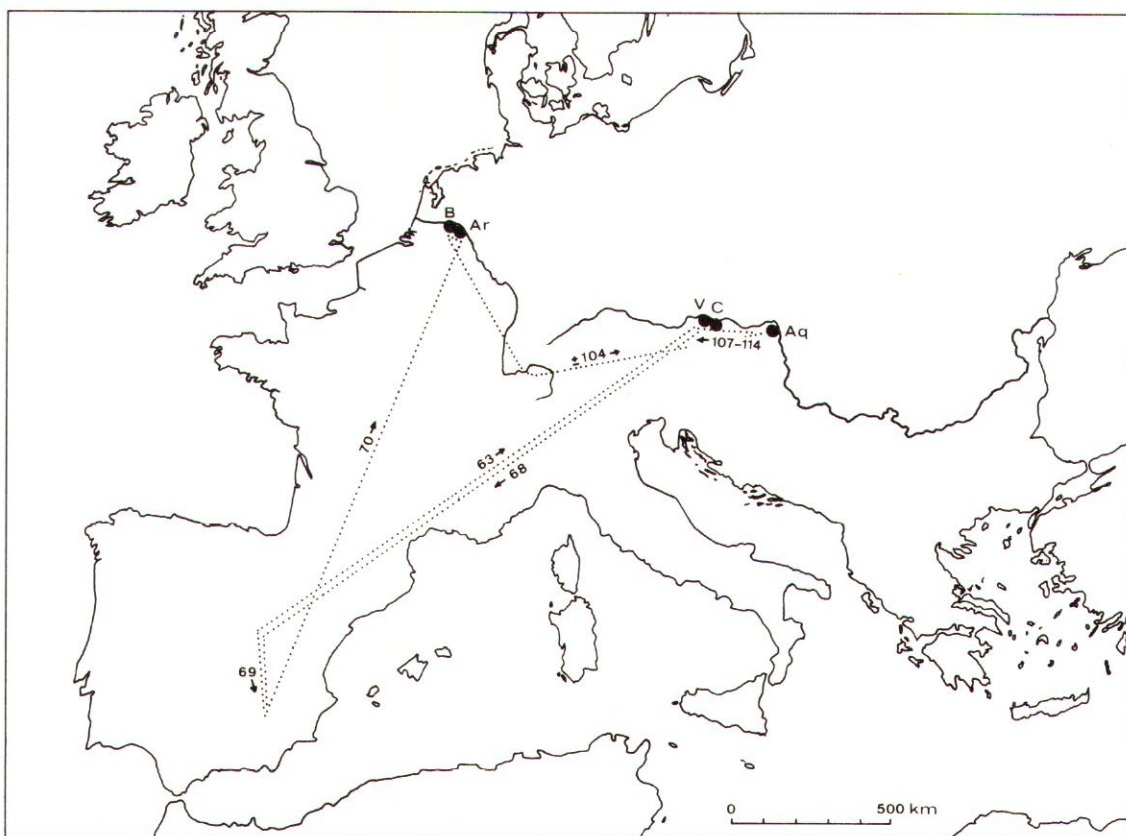 B
Ar
V C
Aq
±104 →
← 107–114
70 →
63 →
← 68
69 →
0 500 km